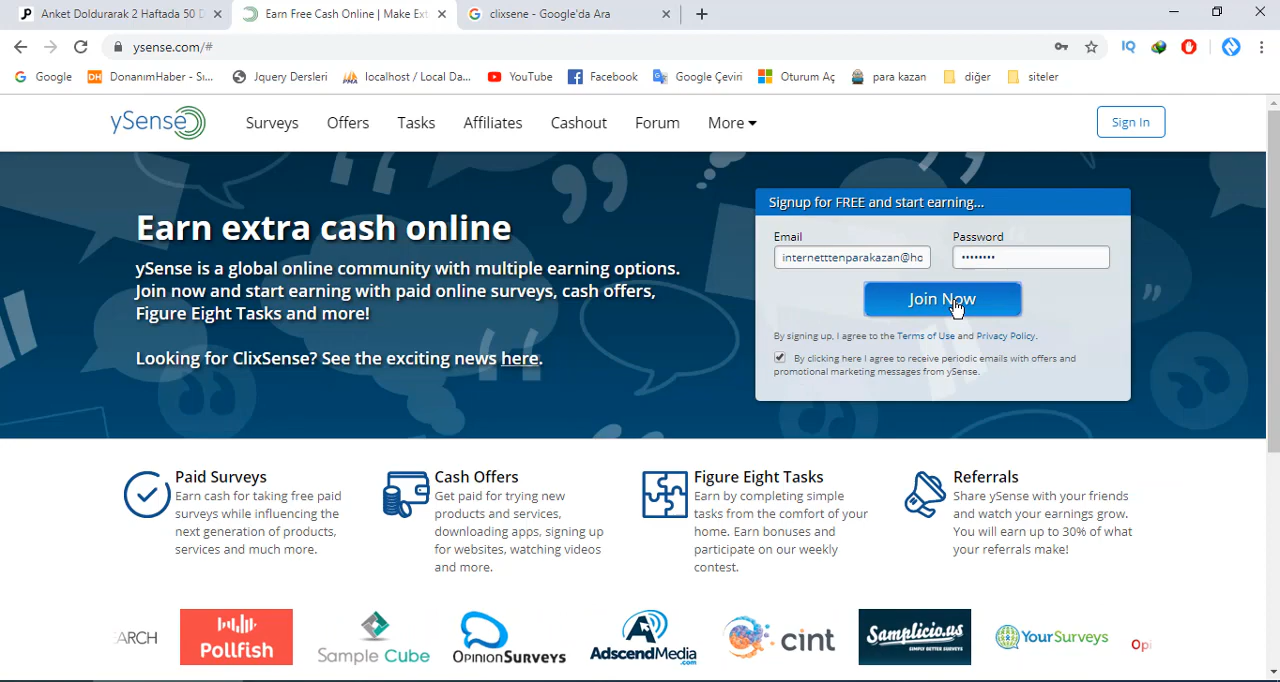 Anket Doldurarak 2 Haftada 50 D
Earn Free Cash Online | Make Ext
clixsene - Google'da Ara
ysense.com/#
Google
DonanımHaber - Sı...
Jquery Dersleri
localhost / Local Da...
YouTube
Facebook
Google Çeviri
Oturum Aç
para kazan
diğer
siteler
ySense
Surveys
Offers
Tasks
Affiliates
Cashout
Forum
More
Sign In
Earn extra cash online
ySense is a global online community with multiple earning options.
Join now and start earning with paid online surveys, cash offers,
Figure Eight Tasks and more!
Looking for ClixSense? See the exciting news here.
Signup for FREE and start earning...
Email
Password
internetttenparakazan@ho
••••••••
Join Now
By signing up, I agree to the Terms of Use and Privacy Policy.
By clicking here I agree to receive periodic emails with offers and
promotional marketing messages from ySense.
Paid Surveys
Earn cash for taking free paid
surveys while influencing the
next generation of products,
services and much more.
Cash Offers
Get paid for trying new
products and services,
downloading apps, signing up
for websites, watching videos
and more.
Figure Eight Tasks
Earn by completing simple
tasks from the comfort of your
home. Earn bonuses and
participate on our weekly
contest.
Referrals
Share ySense with your friends
and watch your earnings grow.
You will earn up to 30% of what
your referrals make!
ARCH
Pollfish
Sample Cube
OPINIONSURVEYS
ADSCENDMEDIA.com
cint
Samplicio.us
SIMPLY BETTER SURVEYS
YourSurveys
Opi